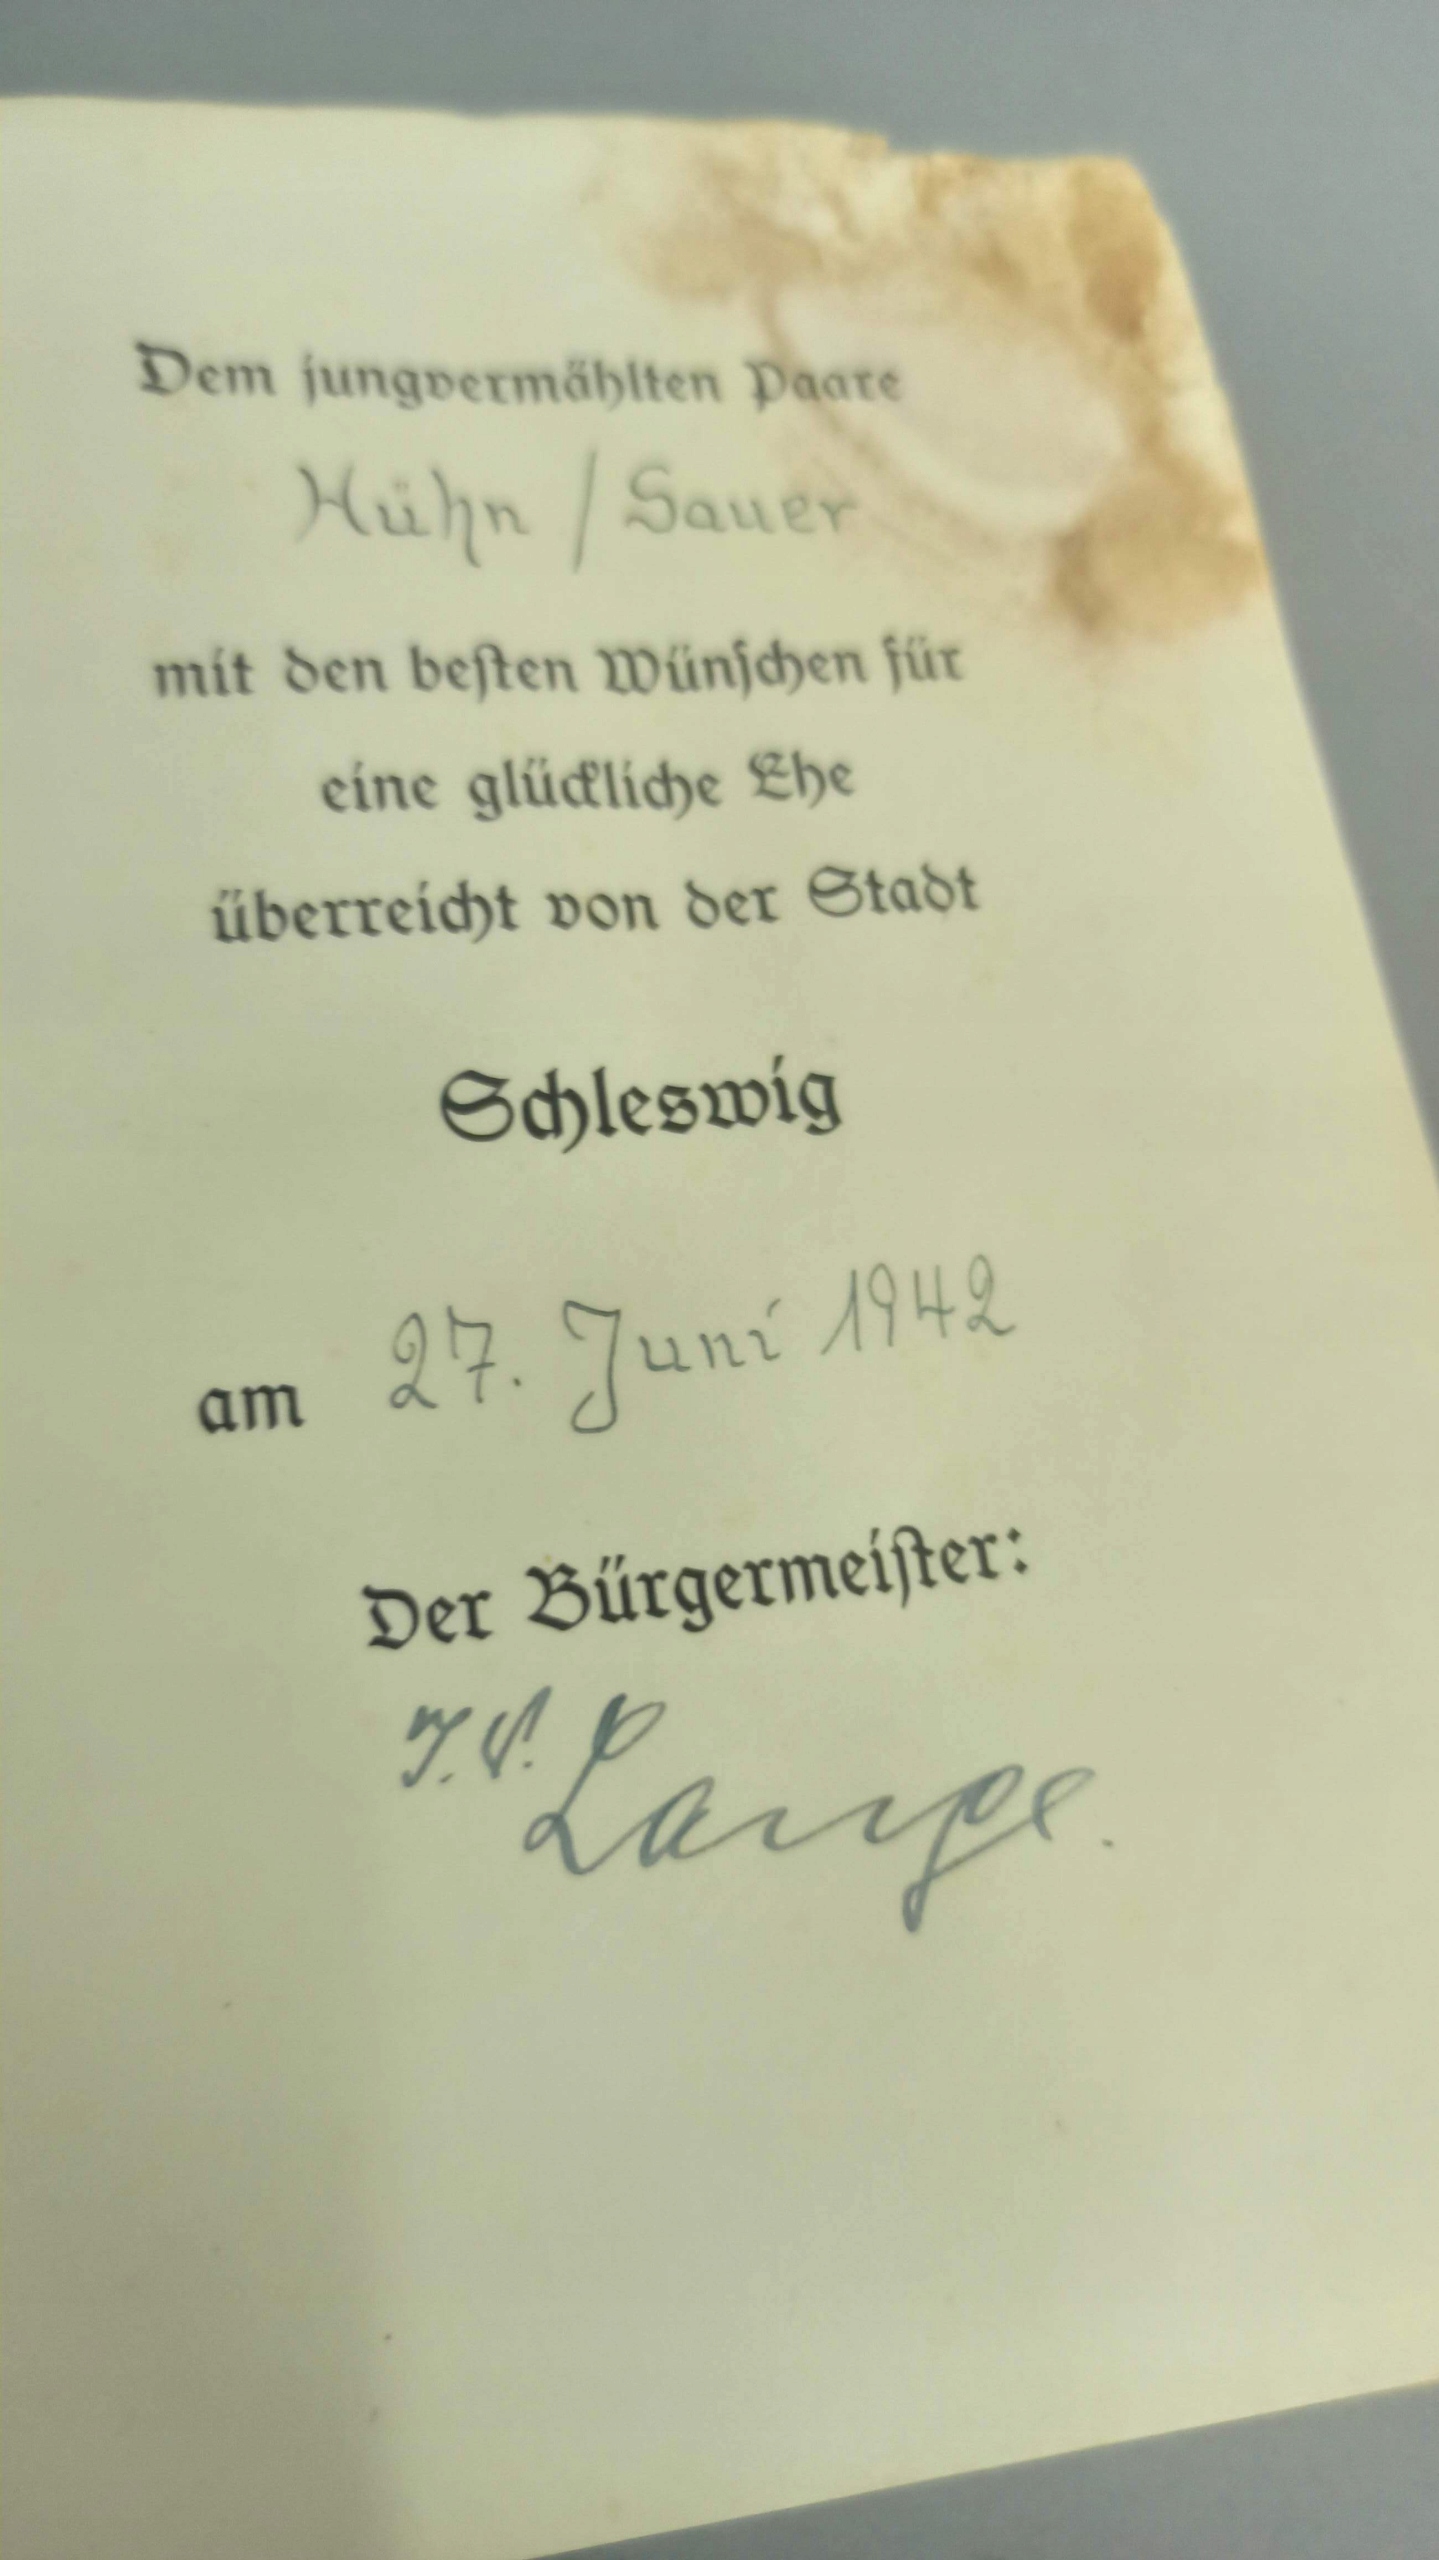 Dem jungvermählten Paare
Hühn / Sauer
mit den besten Wünschen für
eine glückliche Ehe
überreicht von der Stadt
Schleswig
am 27. Juni 1942
Der Bürgermeister:
I.V.